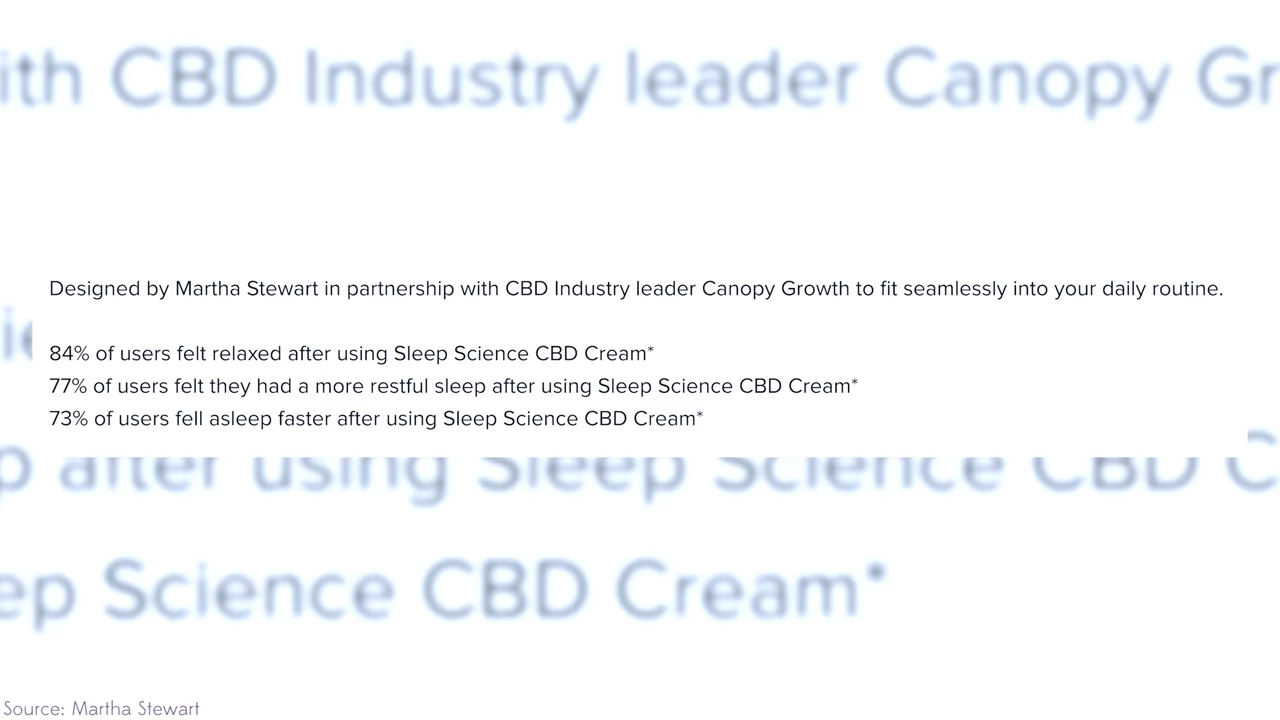 ith CBD Industry leader Canopy Gr
Designed by Martha Stewart in partnership with CBD Industry leader Canopy Growth to fit seamlessly into your daily routine.
84% of users felt relaxed after using Sleep Science CBD Cream*
77% of users felt they had a more restful sleep after using Sleep Science CBD Cream*
73% of users fell asleep faster after using Sleep Science CBD Cream*
p after using Sleep Science CBD C
ep Science CBD Cream*
Source: Martha Stewart